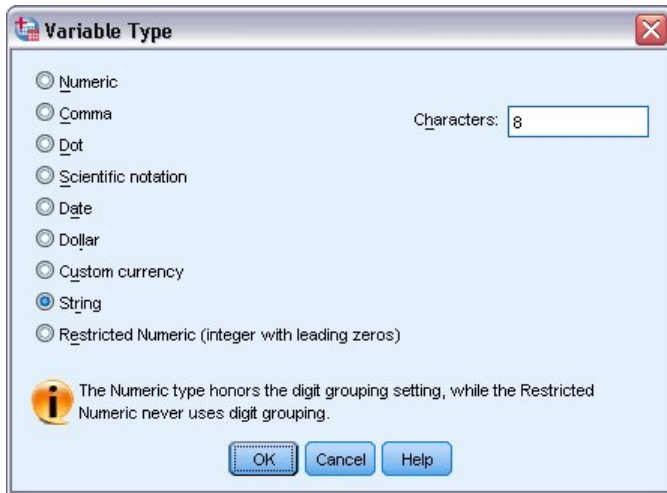 Variable Type
Numeric
Comma
Characters: 8
Dot
Scientific notation
Date
Dollar
Custom currency
String
Restricted Numeric (integer with leading zeros)
The Numeric type honors the digit grouping setting, while the Restricted
Numeric never uses digit grouping.
OK Cancel Help